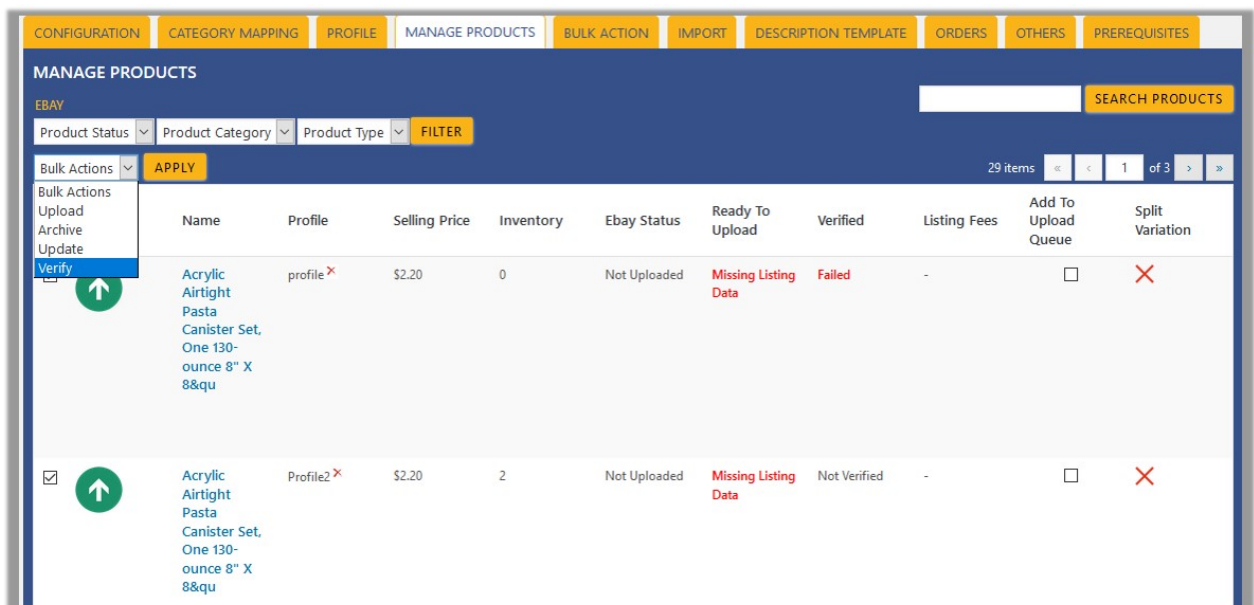 CONFIGURATION CATEGORY MAPPING PROFILE MANAGE PRODUCTS BULK ACTION IMPORT DESCRIPTION TEMPLATE ORDERS OTHERS PREREQUISITES
MANAGE PRODUCTS
EBAY
SEARCH PRODUCTS
Product Status Product Category Product Type FILTER
Bulk Actions APPLY 29 items « ‹ 1 of 3 › »
Bulk Actions
Upload
Archive
Update
Verify
Name Profile Selling Price Inventory Ebay Status Ready To Upload Verified Listing Fees Add To Upload Queue Split Variation
Acrylic profile $2.20 0 Not Uploaded Missing Listing Failed -
Airtight Data
Pasta
Canister Set,
One 130-
ounce 8" X
8&qu
Acrylic Profile2 $2.20 2 Not Uploaded Missing Listing Not Verified -
Airtight Data
Pasta
Canister Set,
One 130-
ounce 8" X
8&qu